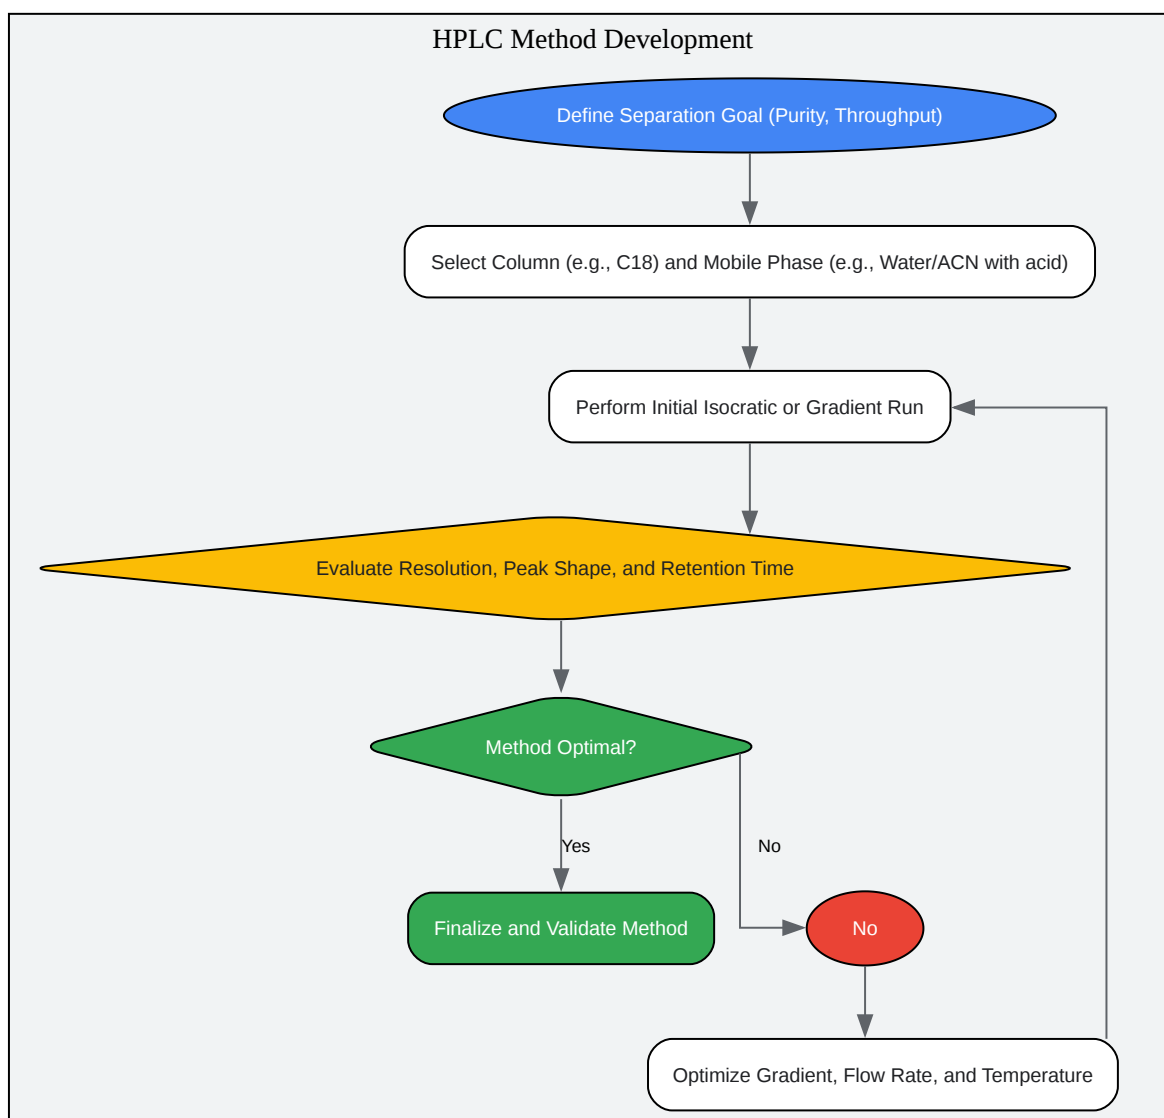 HPLC Method Development
Define Separation Goal (Purity, Throughput)
Select Column (e.g., C18) and Mobile Phase (e.g., Water/ACN with acid)
Perform Initial Isocratic or Gradient Run
Evaluate Resolution, Peak Shape, and Retention Time
Method Optimal?
Yes
No
Finalize and Validate Method
No
Optimize Gradient, Flow Rate, and Temperature